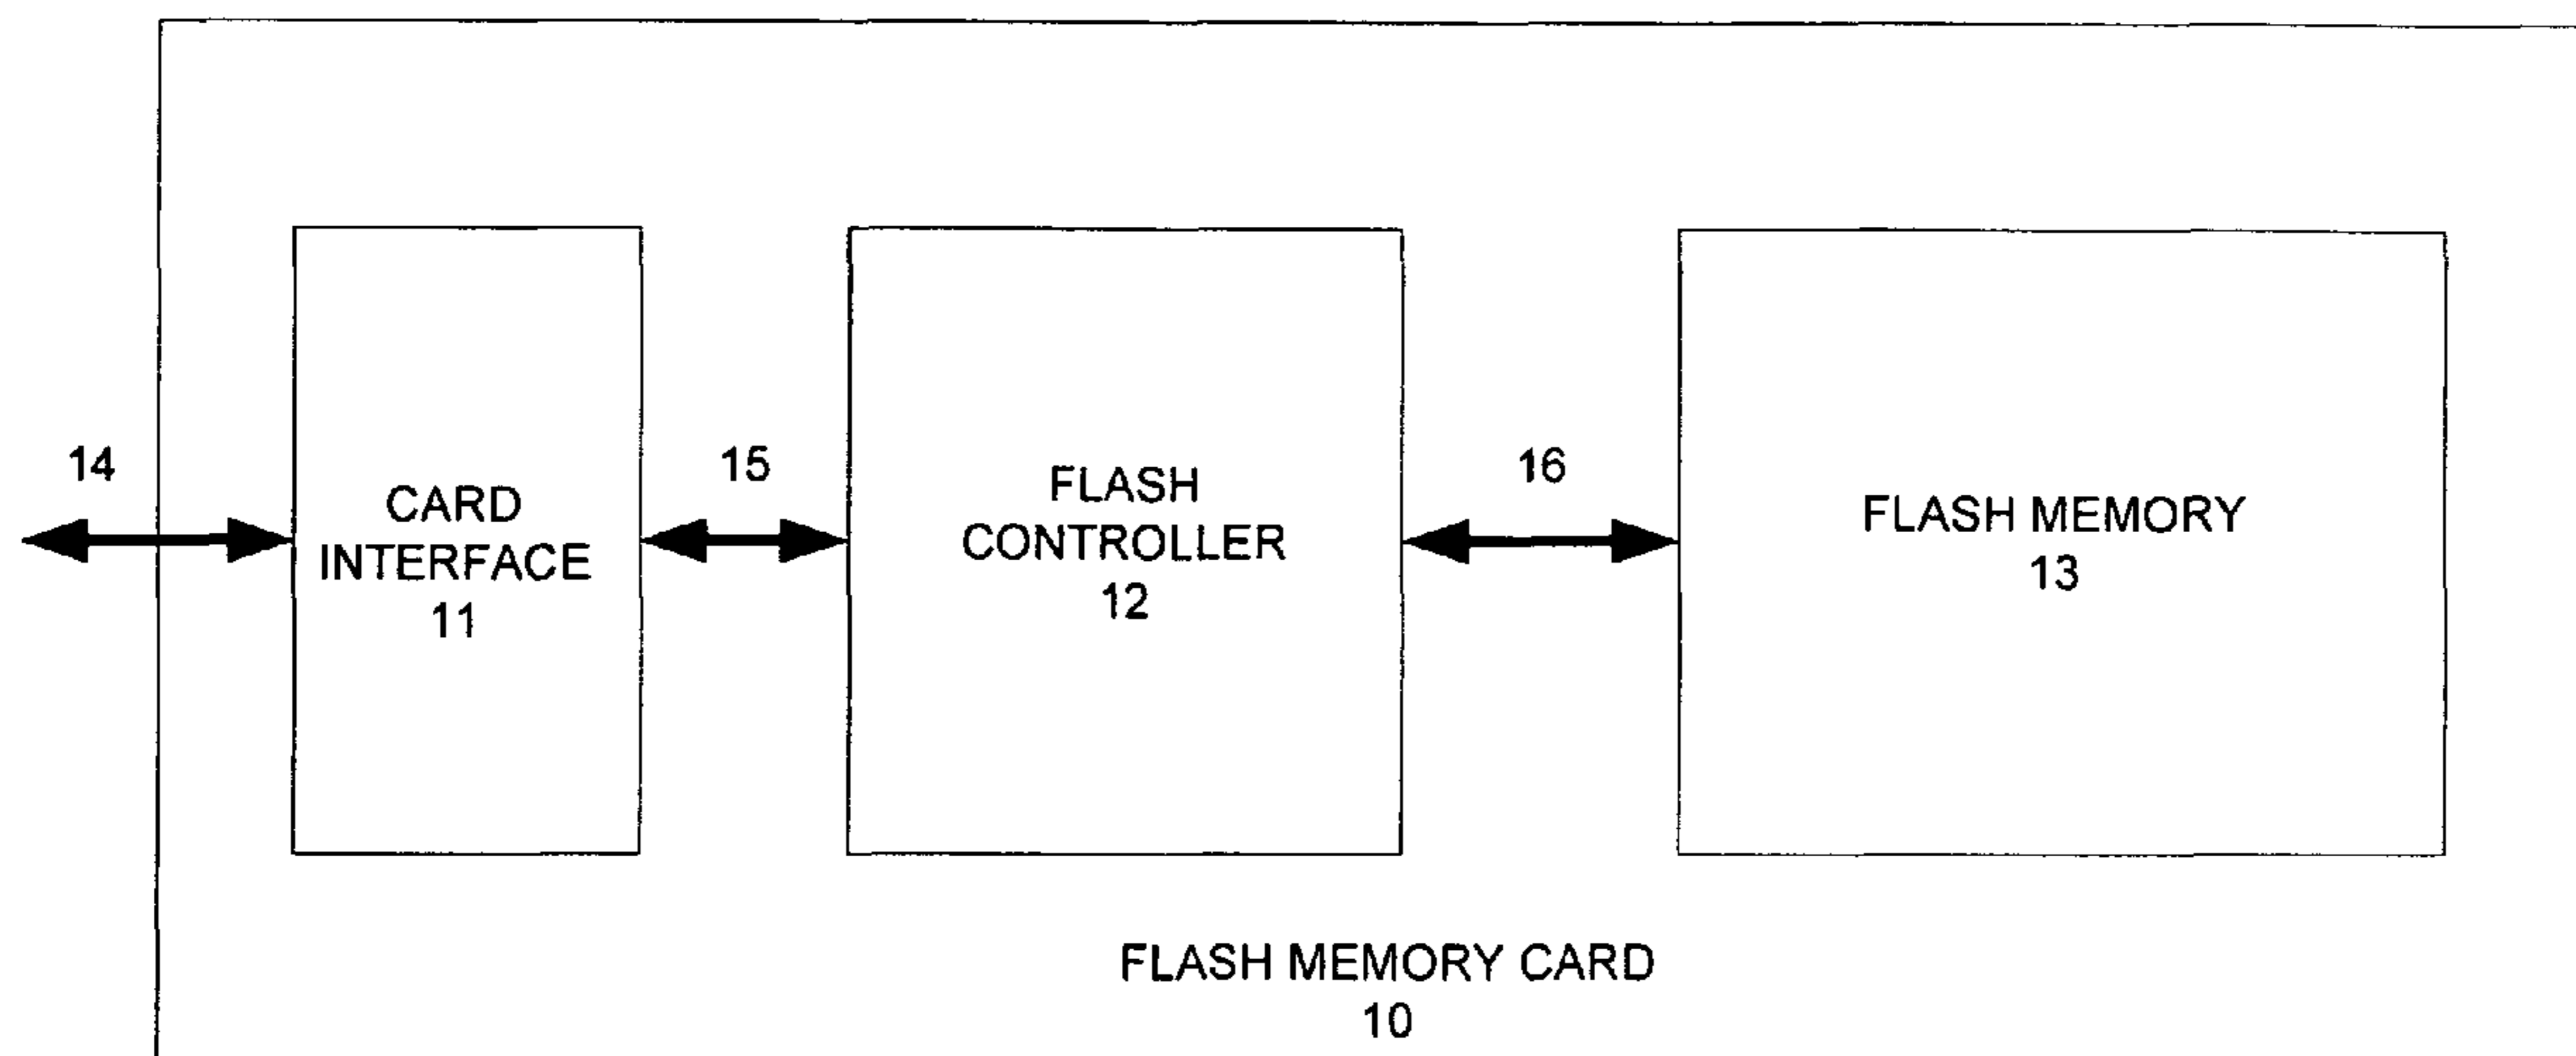 14
CARD
INTERFACE
11
15
FLASH
CONTROLLER
12
16
FLASH MEMORY
13
FLASH MEMORY CARD
10